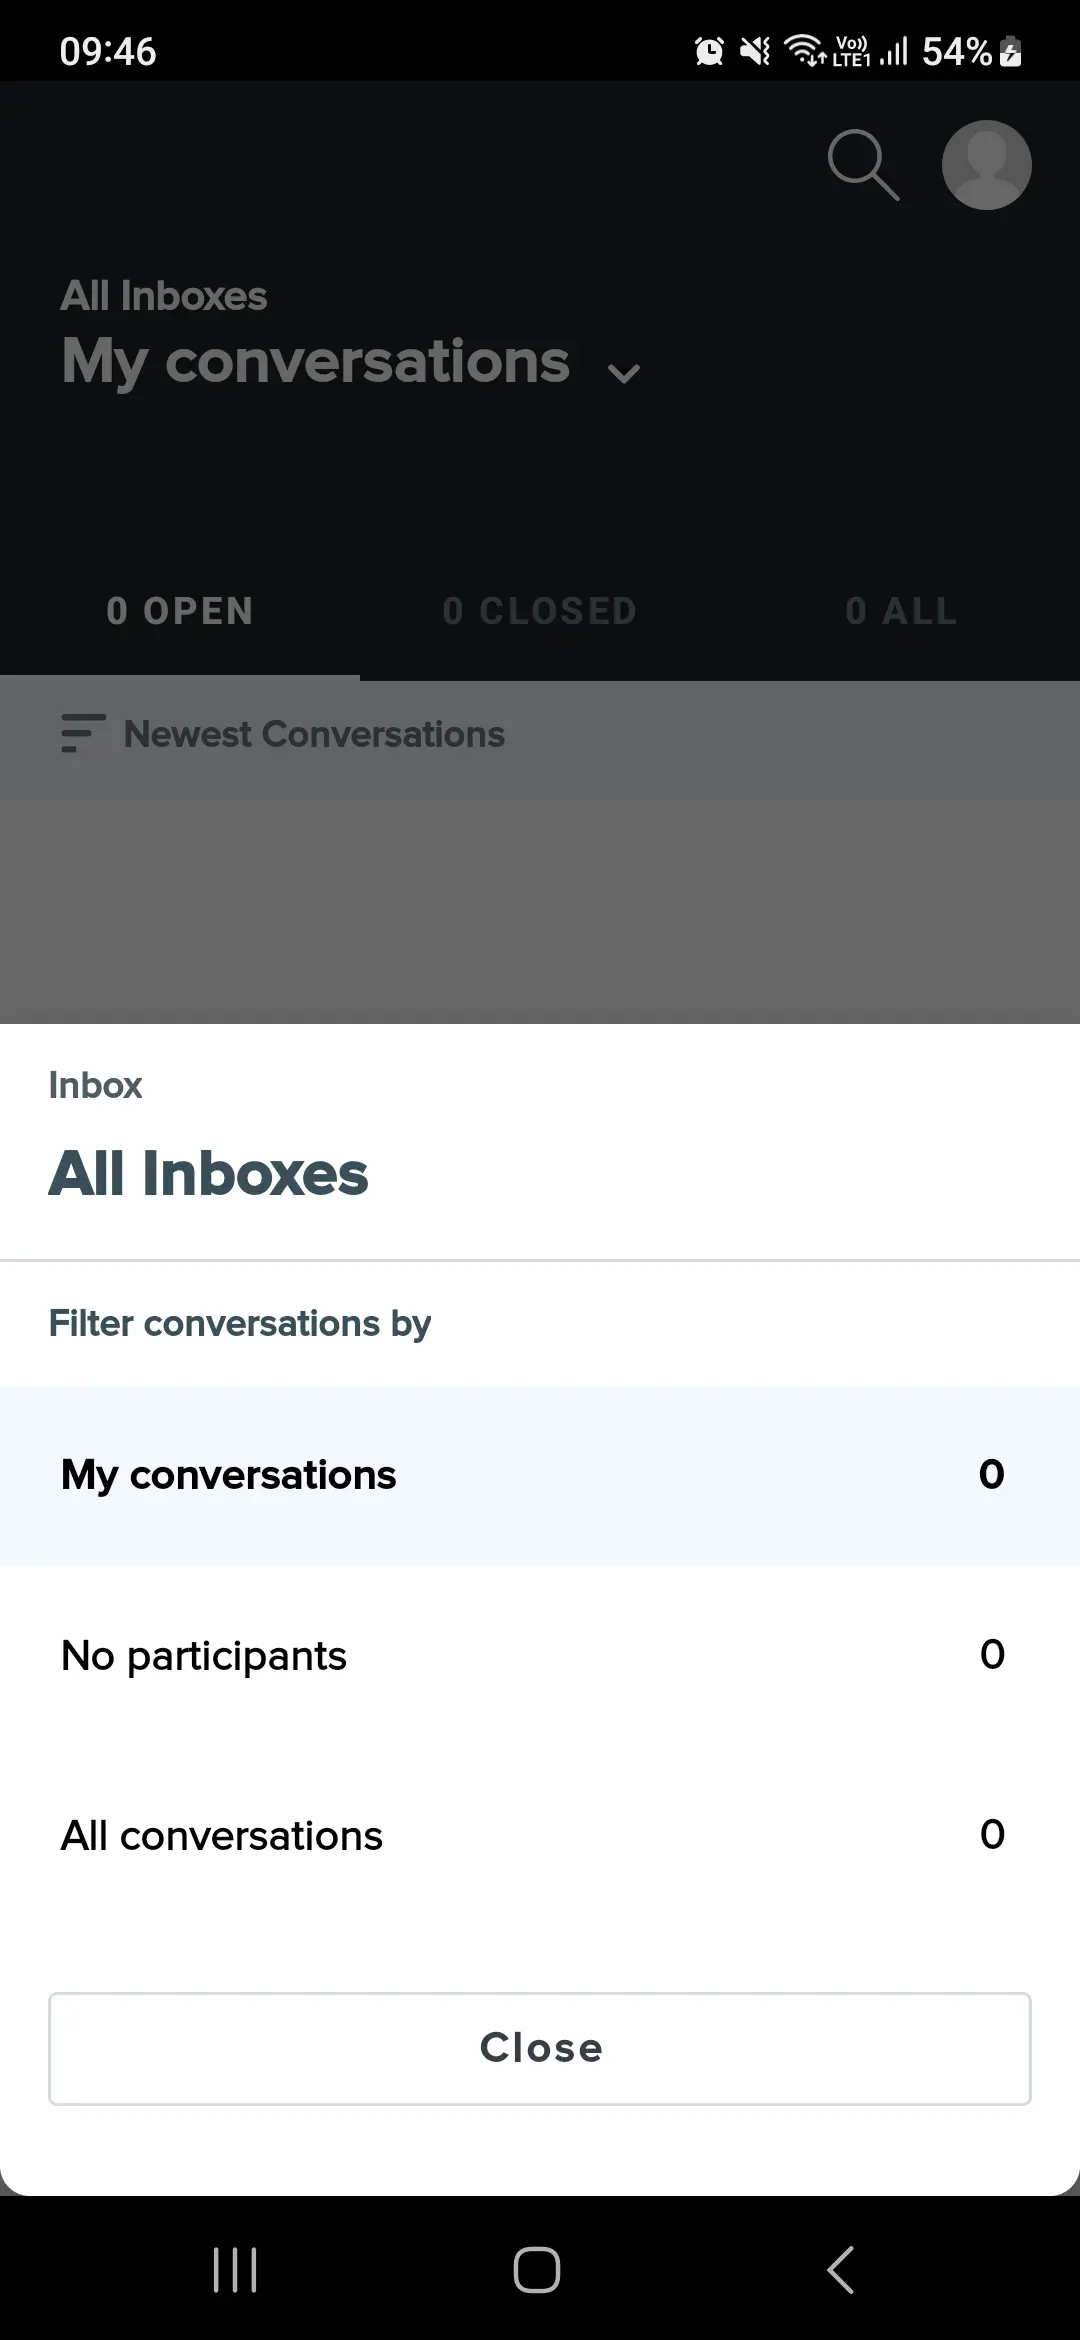 09:46
Vo)) LTE1 54%
All Inboxes
My conversations
0 OPEN 0 CLOSED 0 ALL
Newest Conversations
Inbox
All Inboxes
Filter conversations by
My conversations 0
No participants 0
All conversations 0
Close